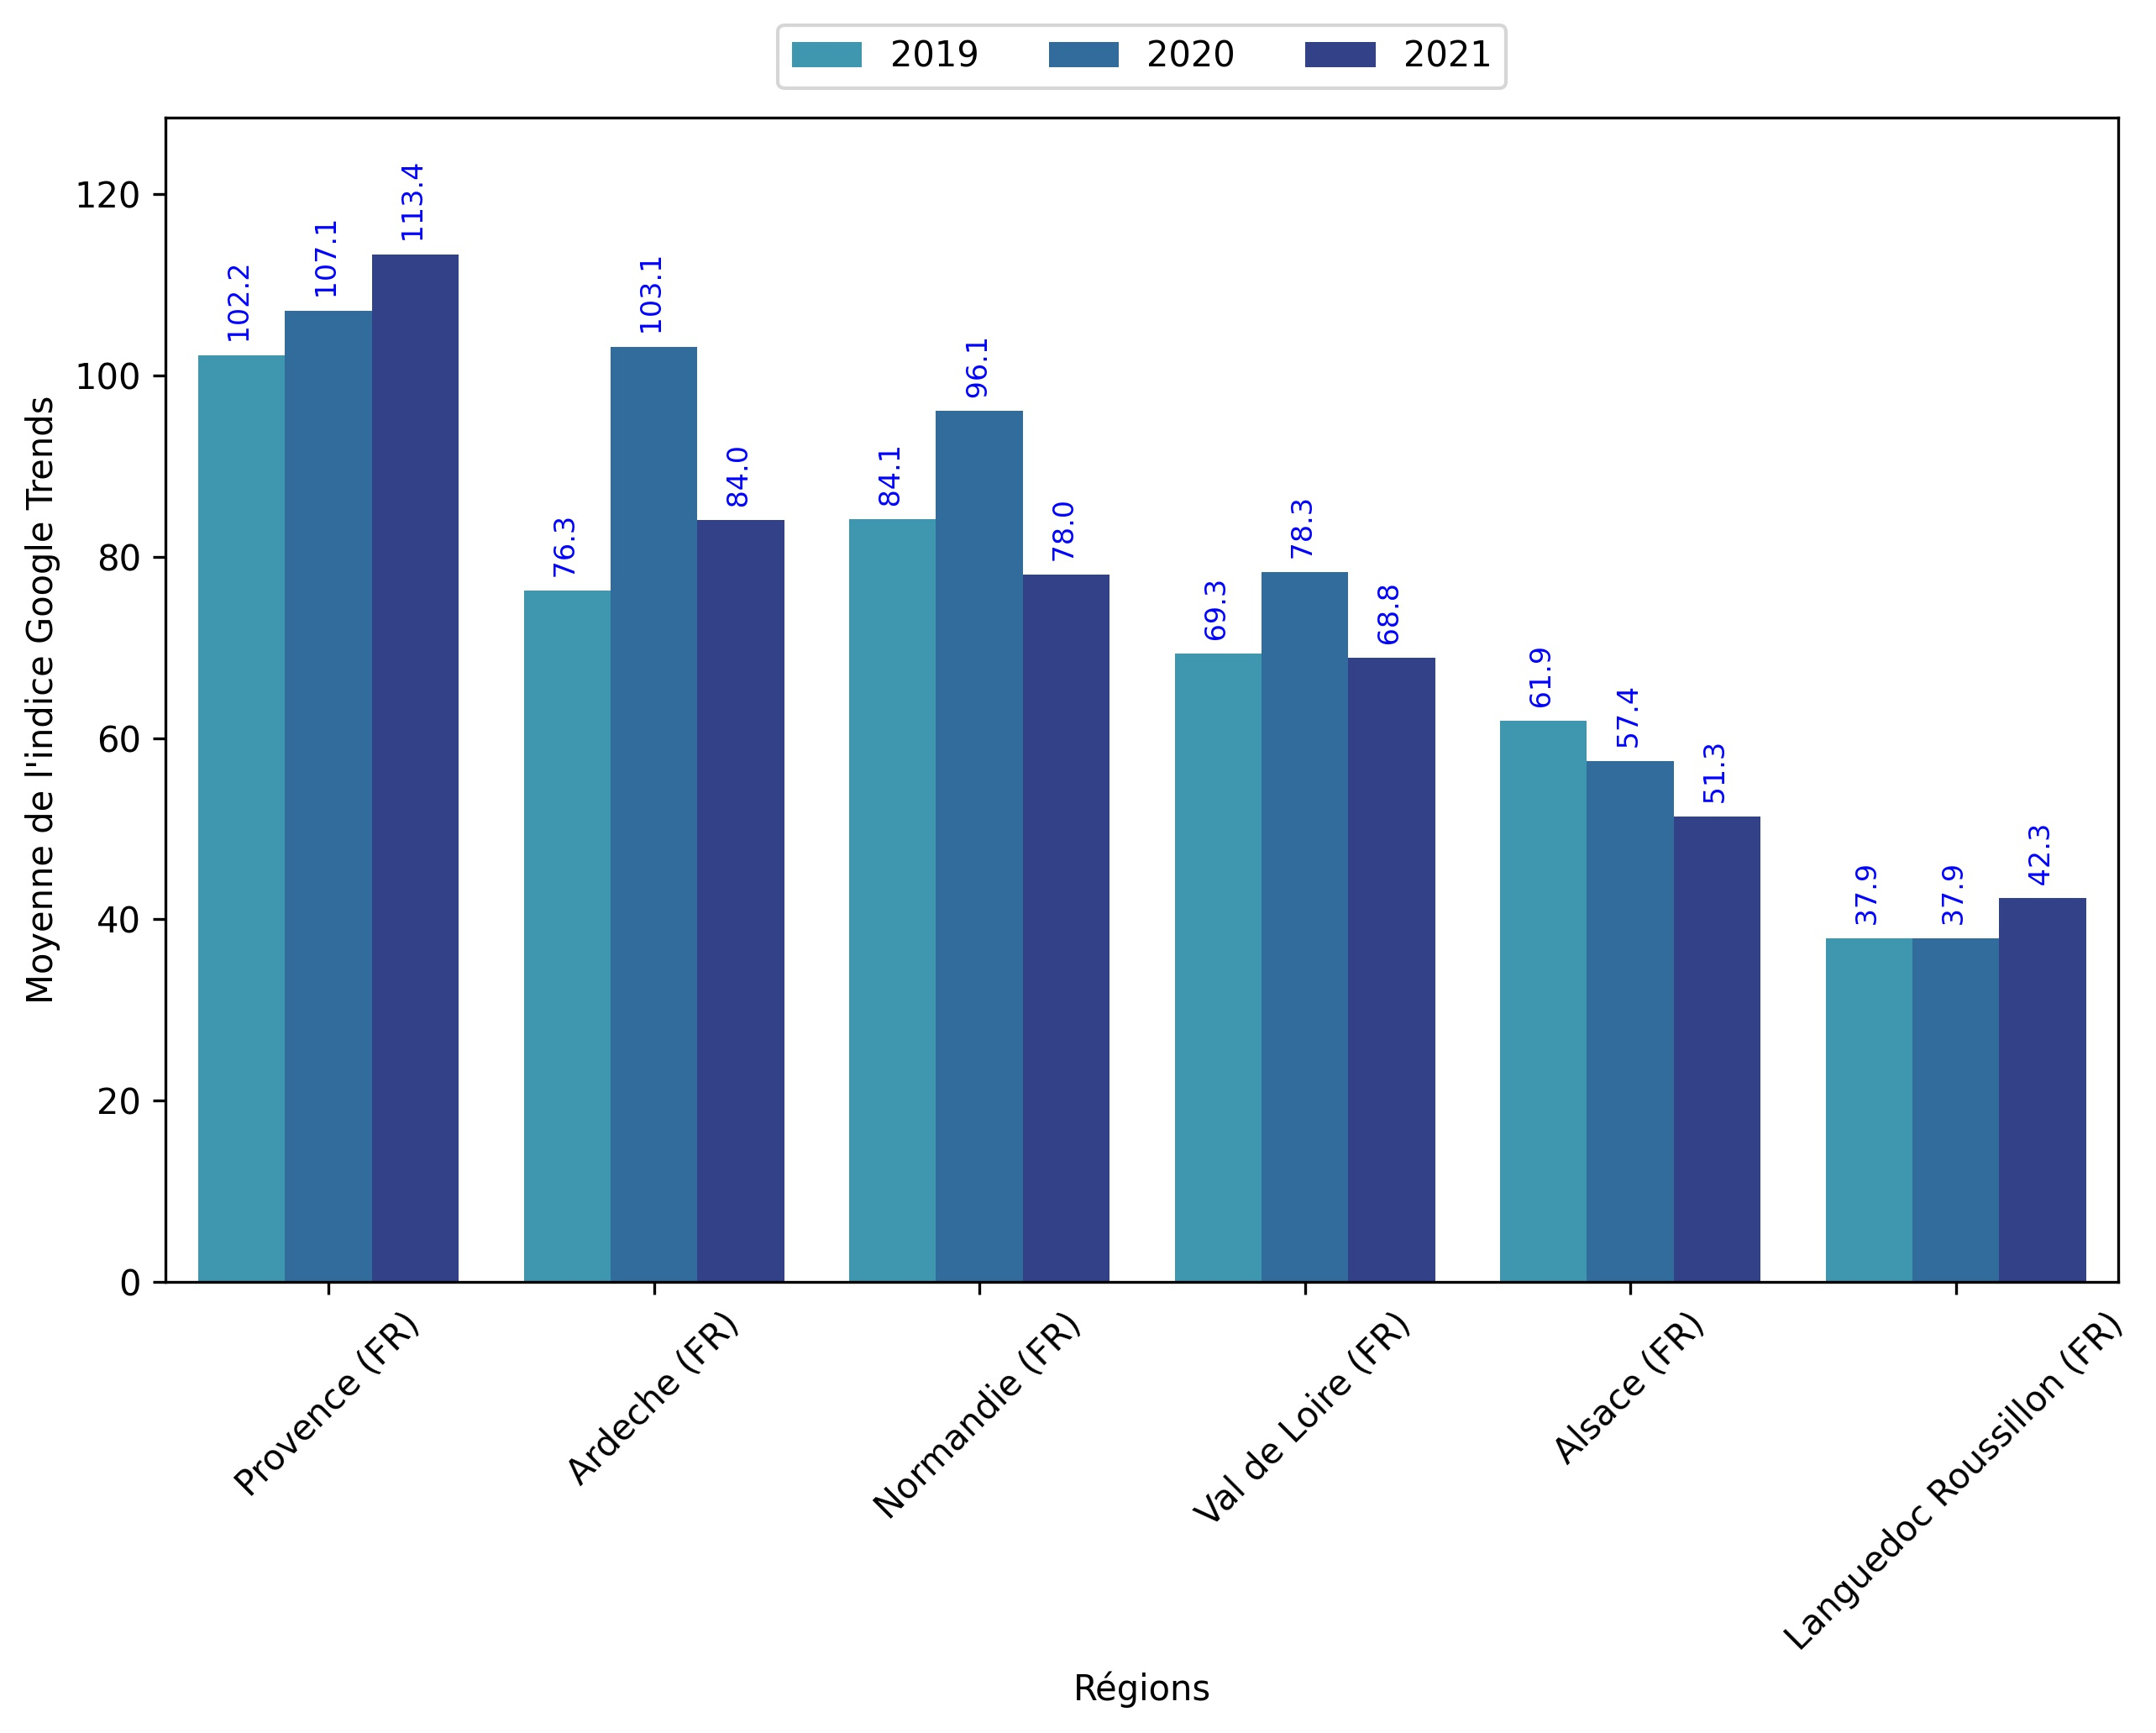 2019 2020 2021
Moyenne de l'indice Google Trends
120
100
80
60
40
20
0
102.2
107.1
113.4
76.3
103.1
84.0
84.1
96.1
78.0
69.3
78.3
68.8
61.9
57.4
51.3
37.9
37.9
42.3
Provence (FR)
Ardeche (FR)
Normandie (FR)
Val de Loire (FR)
Alsace (FR)
Languedoc Roussillon (FR)
Régions